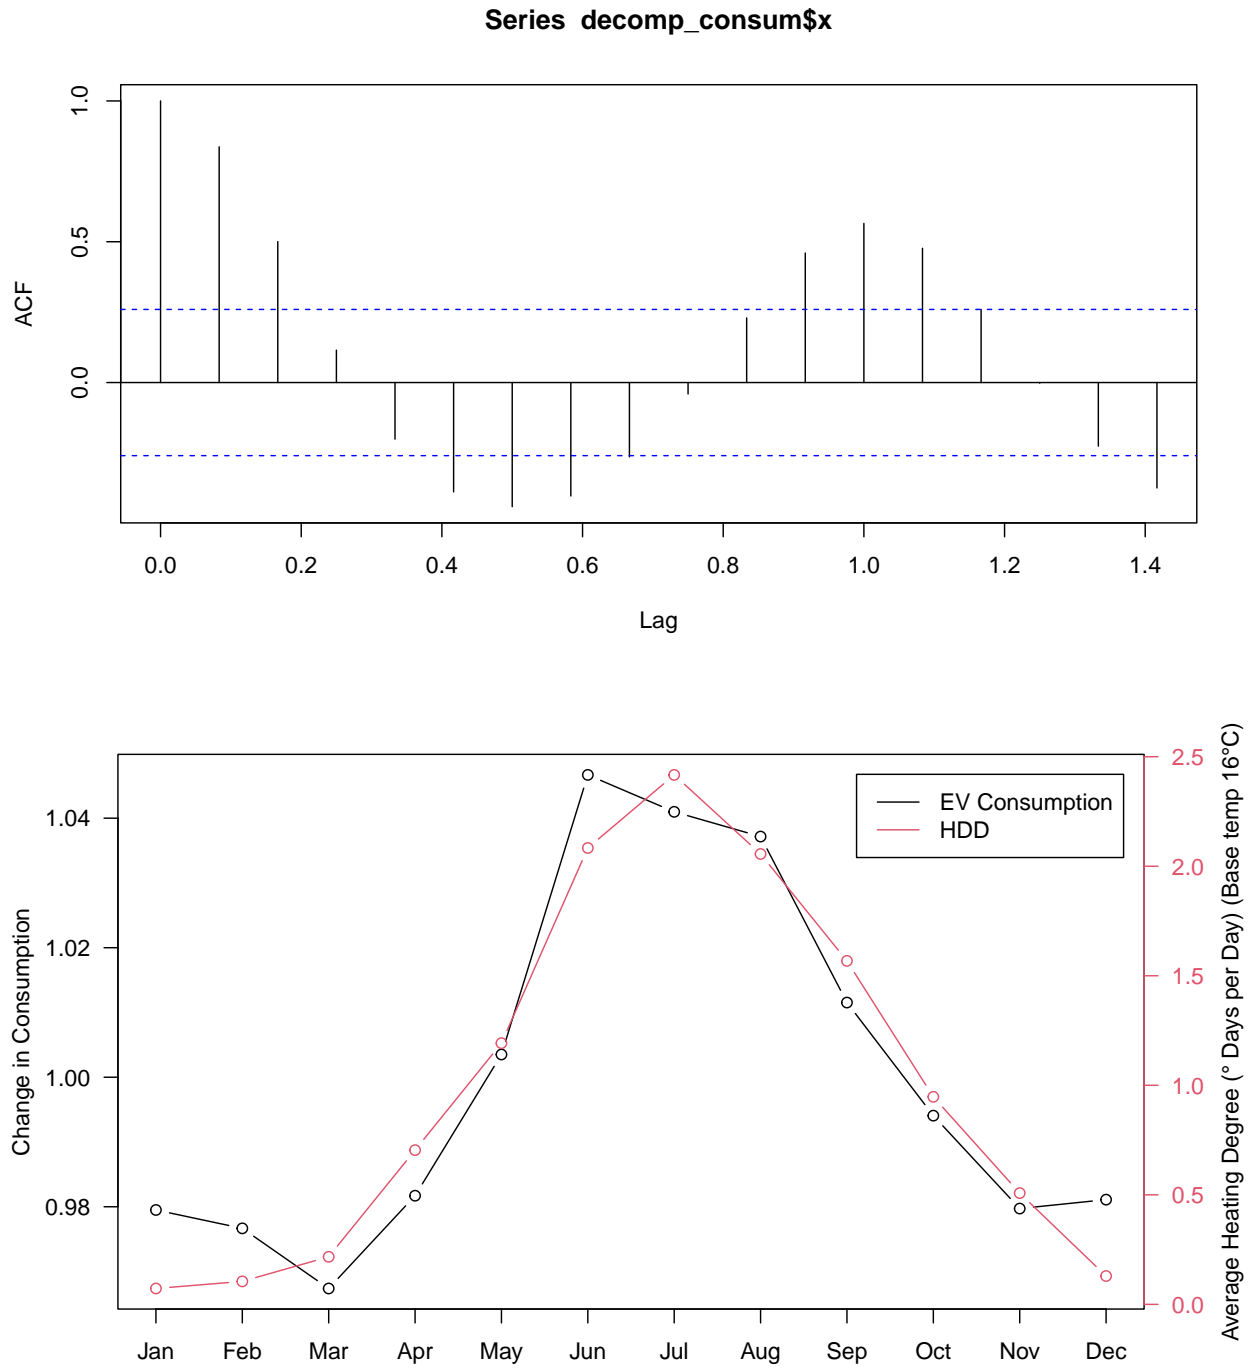 Series decomp_consum$x
ACF
1.0
0.5
0.0
0.0 0.2 0.4 0.6 0.8 1.0 1.2 1.4
Lag
Change in Consumption
1.04
1.02
1.00
0.98
EV Consumption
HDD
2.5
2.0
1.5
1.0
0.5
0.0
Average Heating Degree (° Days per Day) (Base temp 16°C)
Jan Feb Mar Apr May Jun Jul Aug Sep Oct Nov Dec